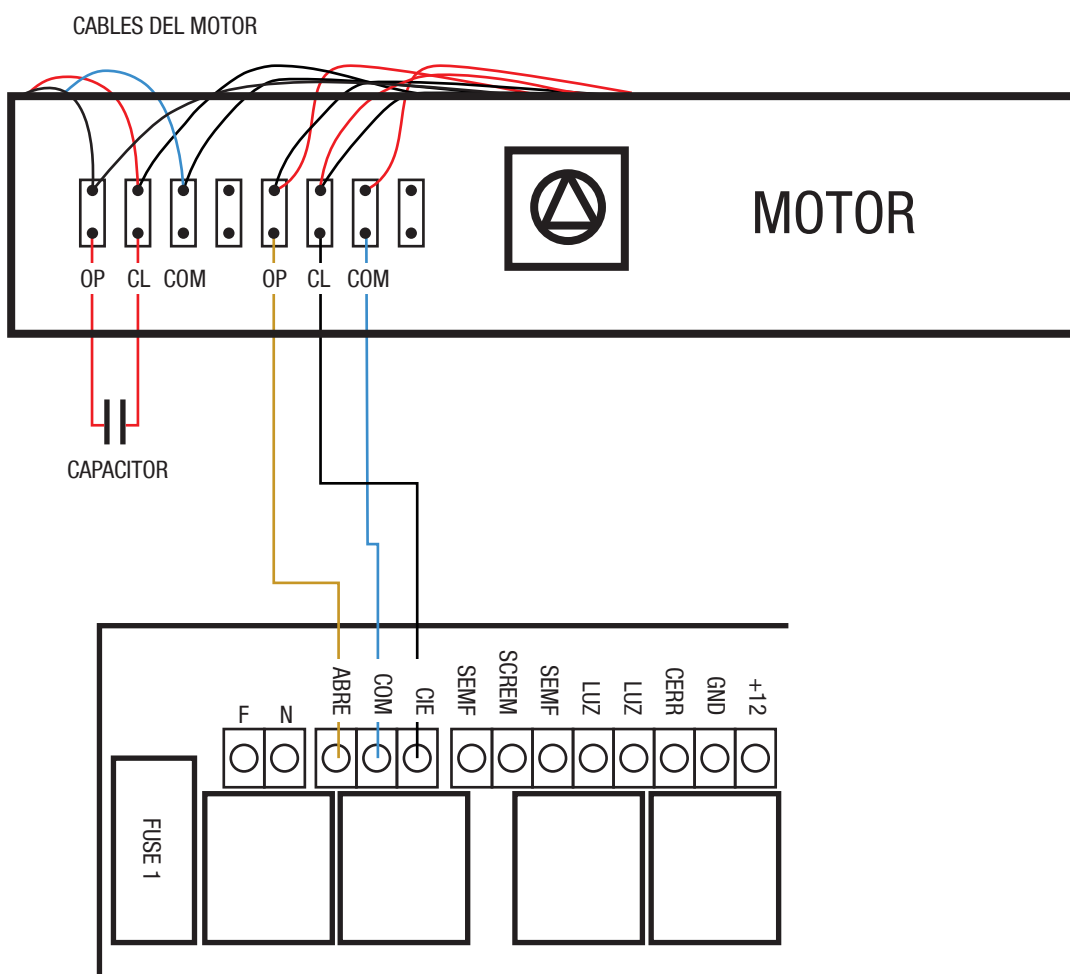 CABLES DEL MOTOR
MOTOR
OP CL COM OP CL COM
CAPACITOR
ABRE COM CIE SEMF SCREM SEMF LUZ LUZ CERR GND +12
F N
FUSE 1